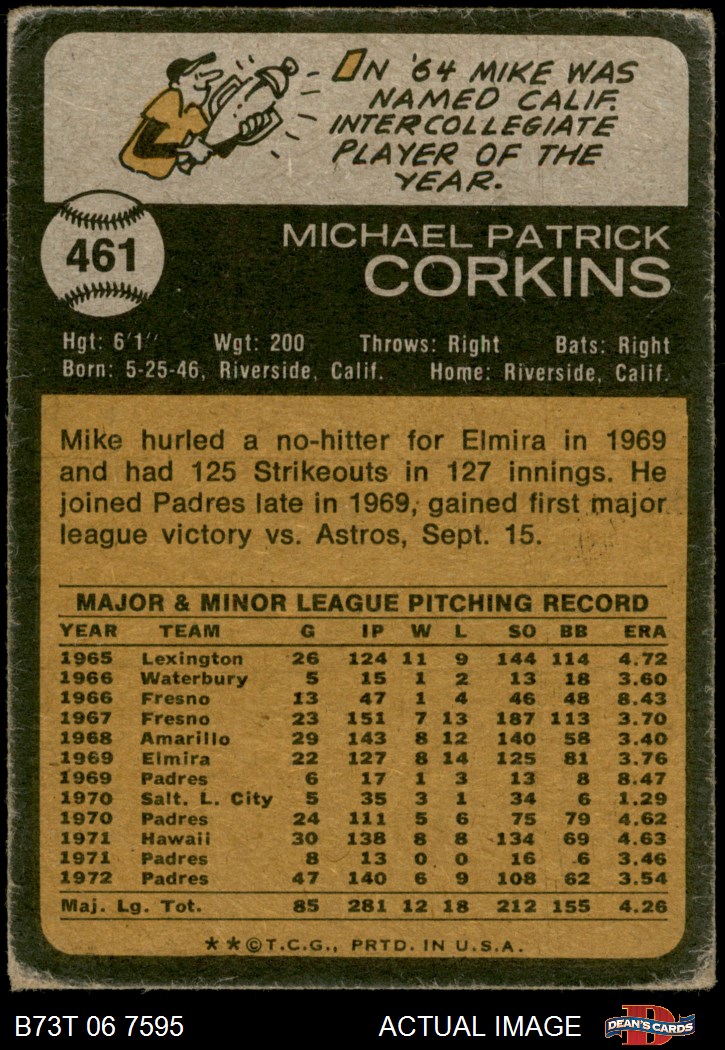 IN '64 MIKE WAS
NAMED CALIF.
INTERCOLLEGIATE
PLAYER OF THE
YEAR.
461
MICHAEL PATRICK
CORKINS
Hgt: 6'1" Wgt: 200 Throws: Right Bats: Right
Born: 5-25-46, Riverside, Calif. Home: Riverside, Calif.
Mike hurled a no-hitter for Elmira in 1969
and had 125 Strikeouts in 127 innings. He
joined Padres late in 1969, gained first major
league victory vs. Astros, Sept. 15.
MAJOR & MINOR LEAGUE PITCHING RECORD
YEAR TEAM G IP W L SO BB ERA
1965 Lexington 26 124 11 9 144 114 4.72
1966 Waterbury 5 15 1 2 13 18 3.60
1966 Fresno 13 47 1 4 46 48 8.43
1967 Fresno 23 151 7 13 187 113 3.70
1968 Amarillo 29 143 8 12 140 58 3.40
1969 Elmira 22 127 8 14 125 81 3.76
1969 Padres 6 17 1 3 13 8 8.47
1970 Salt. L. City 5 35 3 1 34 6 1.29
1970 Padres 24 111 5 6 75 79 4.62
1971 Hawaii 30 138 8 8 134 69 4.63
1971 Padres 8 13 0 0 16 6 3.46
1972 Padres 47 140 6 9 108 62 3.54
Maj. Lg. Tot. 85 281 12 18 212 155 4.26
**©T.C.G., PRTD. IN U.S.A.
B73T 06 7595 ACTUAL IMAGE D DEAN'S CARDS